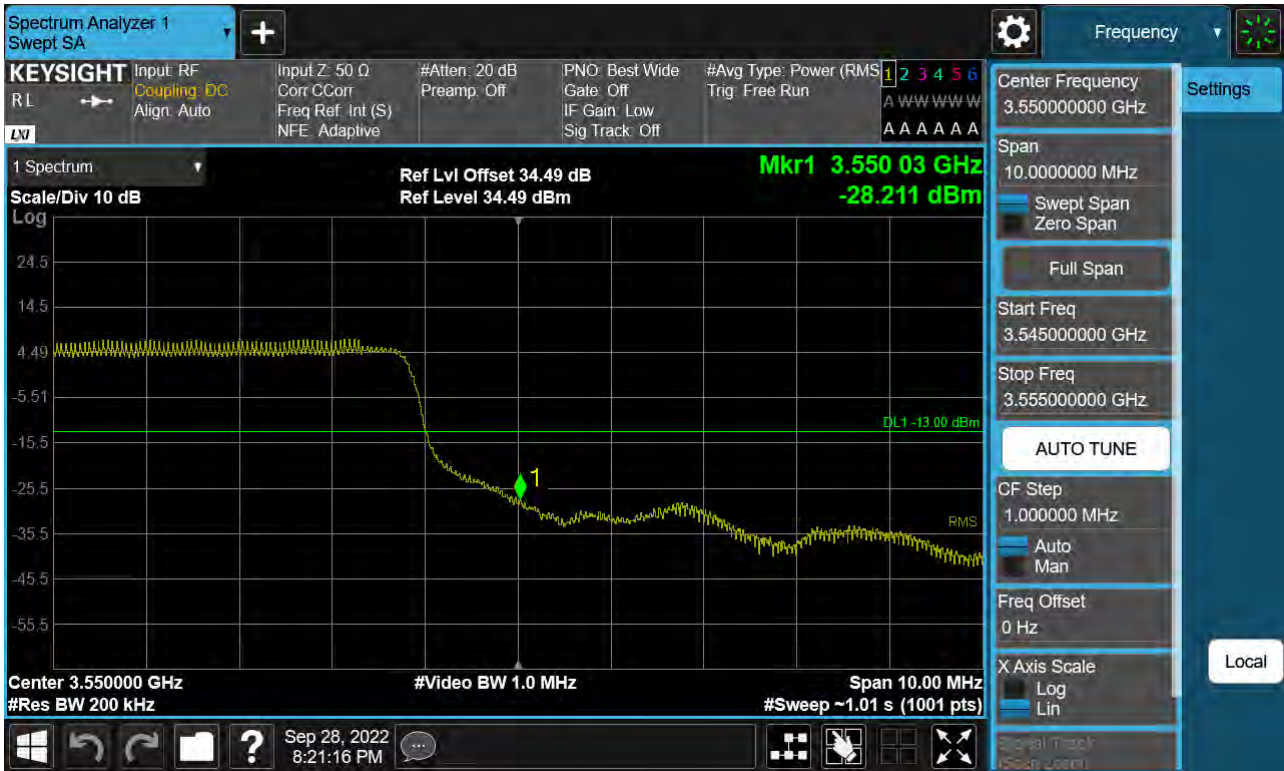 Spectrum Analyzer 1
Swept SA
+
Frequency
KEYSIGHT
RL
LXI
Input: RF
Coupling: DC
Align: Auto
Input Z: 50 Ω
Corr CCorr
Freq Ref: Int (S)
NFE: Adaptive
#Atten: 20 dB
Preamp: Off
PNO: Best Wide
Gate: Off
IF Gain: Low
Sig Track: Off
#Avg Type: Power (RMS
Trig: Free Run
1 2 3 4 5 6
A W W W W W
A A A A A A
1 Spectrum
Scale/Div 10 dB
Log
Ref Lvl Offset 34.49 dB
Ref Level 34.49 dBm
Mkr1 3.550 03 GHz
-28.211 dBm
24.5
14.5
4.49
-5.51
-15.5
-25.5
-35.5
-45.5
-55.5
DL1 -13.00 dBm
1
RMS
Center 3.550000 GHz
#Res BW 200 kHz
#Video BW 1.0 MHz
Span 10.00 MHz
#Sweep ~1.01 s (1001 pts)
Center Frequency
3.550000000 GHz
Span
10.0000000 MHz
Swept Span
Zero Span
Full Span
Start Freq
3.545000000 GHz
Stop Freq
3.555000000 GHz
AUTO TUNE
CF Step
1.000000 MHz
Auto
Man
Freq Offset
0 Hz
X Axis Scale
Log
Lin
Signal Track
(Span Zoom)
Settings
Local
?
Sep 28, 2022
8:21:16 PM